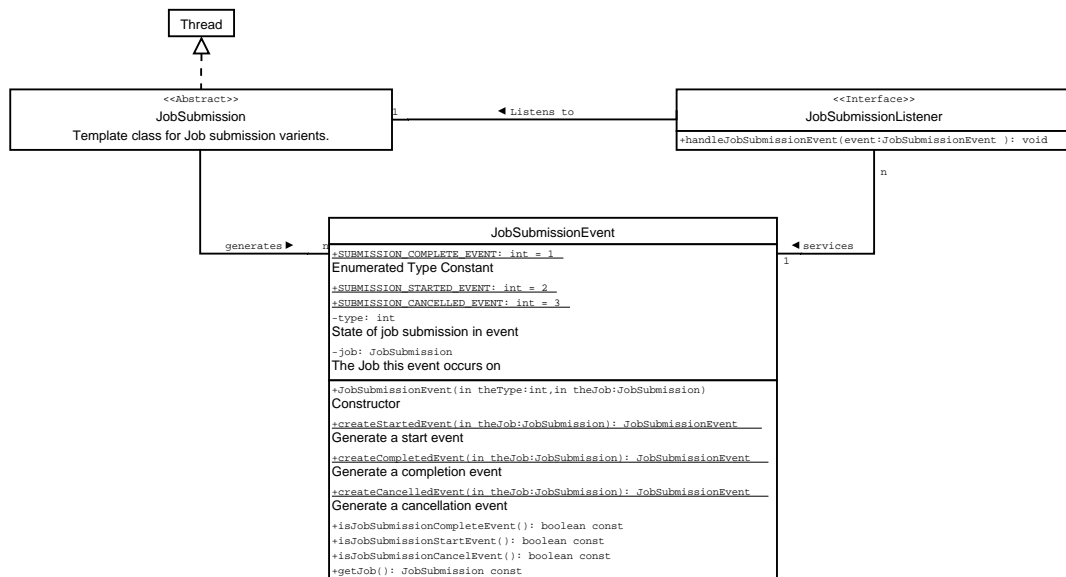 Thread
<<Abstract>>
JobSubmission
Template class for Job submission varients.
1
◄ Listens to
<<Interface>>
JobSubmissionListener
+handleJobSubmissionEvent(event:JobSubmissionEvent ): void
n
generates ►
n
◄ services
1
JobSubmissionEvent
+SUBMISSION_COMPLETE_EVENT: int = 1
Enumerated Type Constant
+SUBMISSION_STARTED_EVENT: int = 2
+SUBMISSION_CANCELLED_EVENT: int = 3
-type: int
State of job submission in event
-job: JobSubmission
The Job this event occurs on
+JobSubmissionEvent(in theType:int,in theJob:JobSubmission)
Constructor
+createStartedEvent(in theJob:JobSubmission): JobSubmissionEvent
Generate a start event
+createCompletedEvent(in theJob:JobSubmission): JobSubmissionEvent
Generate a completion event
+createCancelledEvent(in theJob:JobSubmission): JobSubmissionEvent
Generate a cancellation event
+isJobSubmissionCompleteEvent(): boolean const
+isJobSubmissionStartEvent(): boolean const
+isJobSubmissionCancelEvent(): boolean const
+getJob(): JobSubmission const